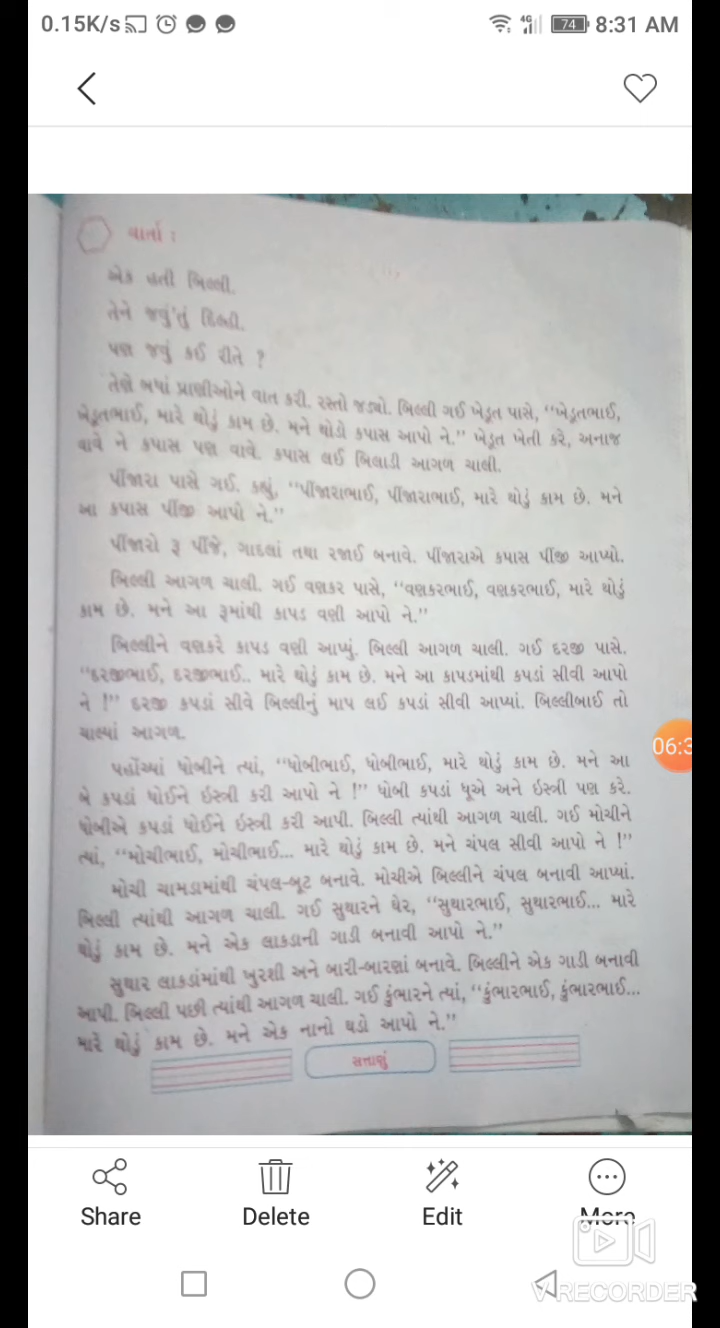 0.15K/s 4G 74 8:31 AM
વાર્તા :
એક હતી બિલ્લી.
તેને જવું'તું દિલ્લી.
પણ જવું કઈ રીતે ?
તેણે બધાં પ્રાણીઓને વાત કરી. રસ્તો જડ્યો. બિલ્લી ગઈ ખેડૂત પાસે, “ખેડૂતભાઈ,
ખેડૂતભાઈ, મારે થોડું કામ છે. મને થોડો કપાસ આપો ને.” ખેડૂત ખેતી કરે, અનાજ
વાવે ને કપાસ પણ વાવે. કપાસ લઈ બિલાડી આગળ ચાલી.
પીંજારા પાસે ગઈ. કહ્યું, “પીંજારાભાઈ, પીંજારાભાઈ, મારે થોડું કામ છે. મને
આ કપાસ પીંજી આપો ને.”
પીંજારો રૂ પીંજે, ગાદલાં તથા રજાઈ બનાવે. પીંજારાએ કપાસ પીંજી આપ્યો.
બિલ્લી આગળ ચાલી. ગઈ વણકર પાસે, “વણકરભાઈ, વણકરભાઈ, મારે થોડું
કામ છે. મને આ રૂમાંથી કાપડ વણી આપો ને.”
બિલ્લીને વણકરે કાપડ વણી આપ્યું. બિલ્લી આગળ ચાલી. ગઈ દરજી પાસે.
“દરજીભાઈ, દરજીભાઈ.. મારે થોડું કામ છે. મને આ કાપડમાંથી કપડાં સીવી આપો
ને !” દરજી કપડાં સીવે બિલ્લીનું માપ લઈ કપડાં સીવી આપ્યાં. બિલ્લીબાઈ તો
ચાલ્યાં આગળ.
પહોંચ્યાં ધોબીને ત્યાં, “ધોબીભાઈ, ધોબીભાઈ, મારે થોડું કામ છે. મને આ
બે કપડાં ધોઈને ઇસ્ત્રી કરી આપો ને !” ધોબી કપડાં ધૂએ અને ઇસ્ત્રી પણ કરે.
ધોબીએ કપડાં ધોઈને ઇસ્ત્રી કરી આપી. બિલ્લી ત્યાંથી આગળ ચાલી. ગઈ મોચીને
ત્યાં, “મોચીભાઈ, મોચીભાઈ... મારે થોડું કામ છે. મને ચંપલ સીવી આપો ને !”
મોચી ચામડામાંથી ચંપલ-બૂટ બનાવે. મોચીએ બિલ્લીને ચંપલ બનાવી આપ્યાં.
બિલ્લી ત્યાંથી આગળ ચાલી. ગઈ સુથારને ઘેર, “સુથારભાઈ, સુથારભાઈ... મારે
થોડું કામ છે. મને એક લાકડાની ગાડી બનાવી આપો ને.”
સુથાર લાકડાંમાંથી ખુરશી અને બારી-બારણાં બનાવે. બિલ્લીને એક ગાડી બનાવી
આપી. બિલ્લી પછી ત્યાંથી આગળ ચાલી. ગઈ કુંભારને ત્યાં, “કુંભારભાઈ, કુંભારભાઈ...
મારે થોડું કામ છે. મને એક નાનો ઘડો આપો ને.”
સતાણું
06:3
Share Delete Edit More
V RECORDER